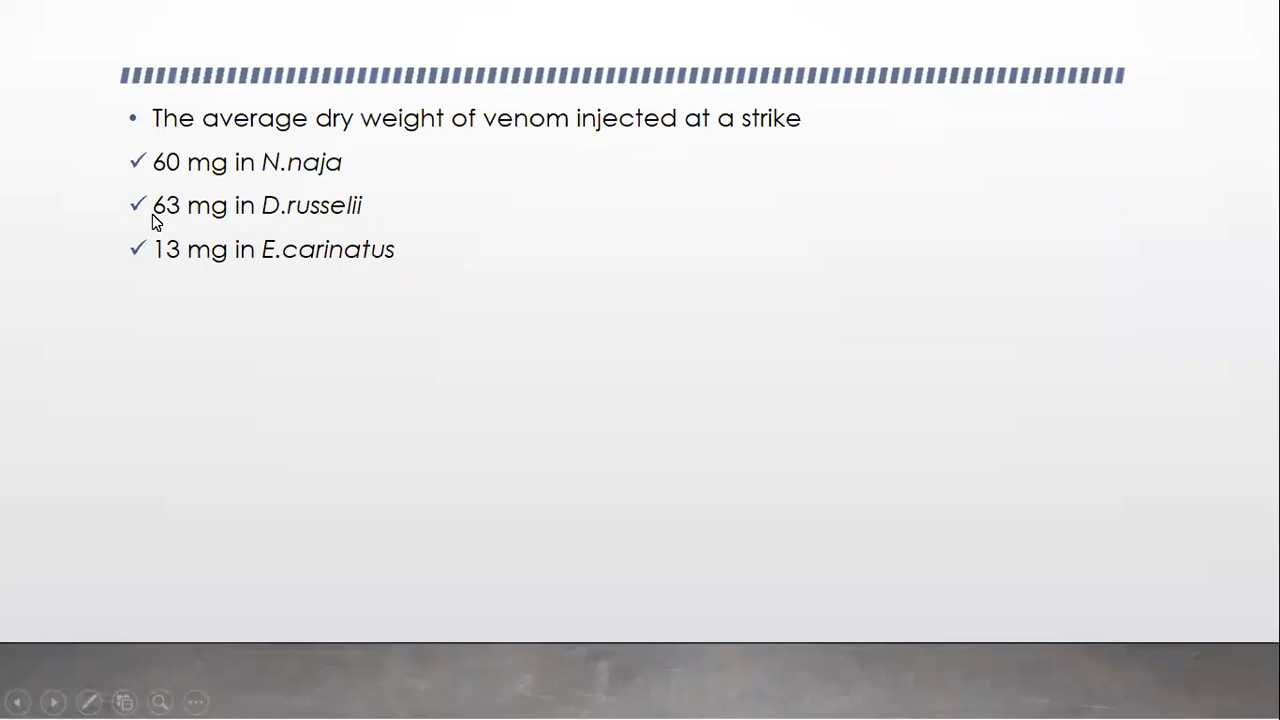 • The average dry weight of venom injected at a strike
✓ 60 mg in N.naja
✓ 63 mg in D.russelii
✓ 13 mg in E.carinatus